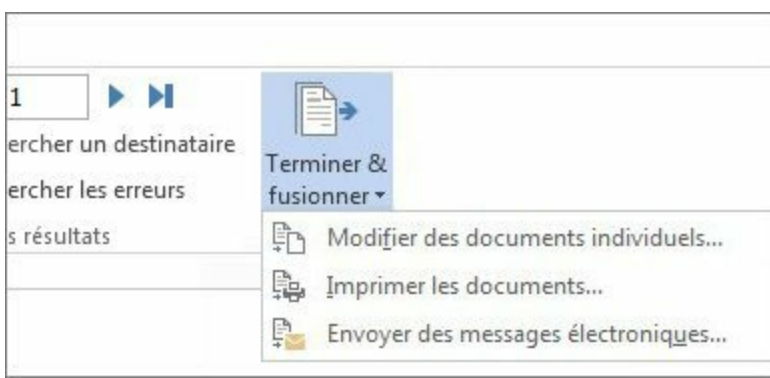 1
ercher un destinataire
ercher les erreurs
s résultats
Terminer &
fusionner
Modifier des documents individuels...
Imprimer les documents...
Envoyer des messages électroniques...